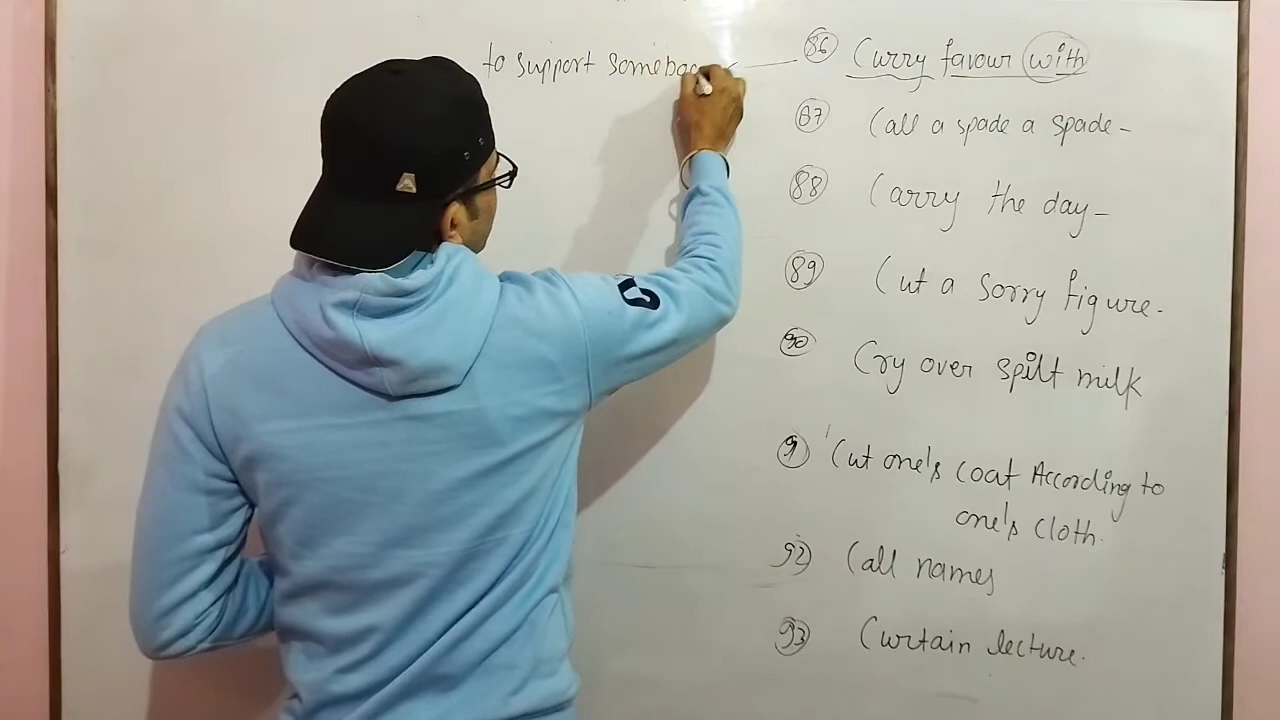 to support some
86 Curry favour with
87 Call a spade a spade -
88 Carry the day -
89 Cut a sorry figure.
90 Cry over spilt milk
91 Cut one's coat According to
one's cloth.
92) Call names
93 Curtain lecture.